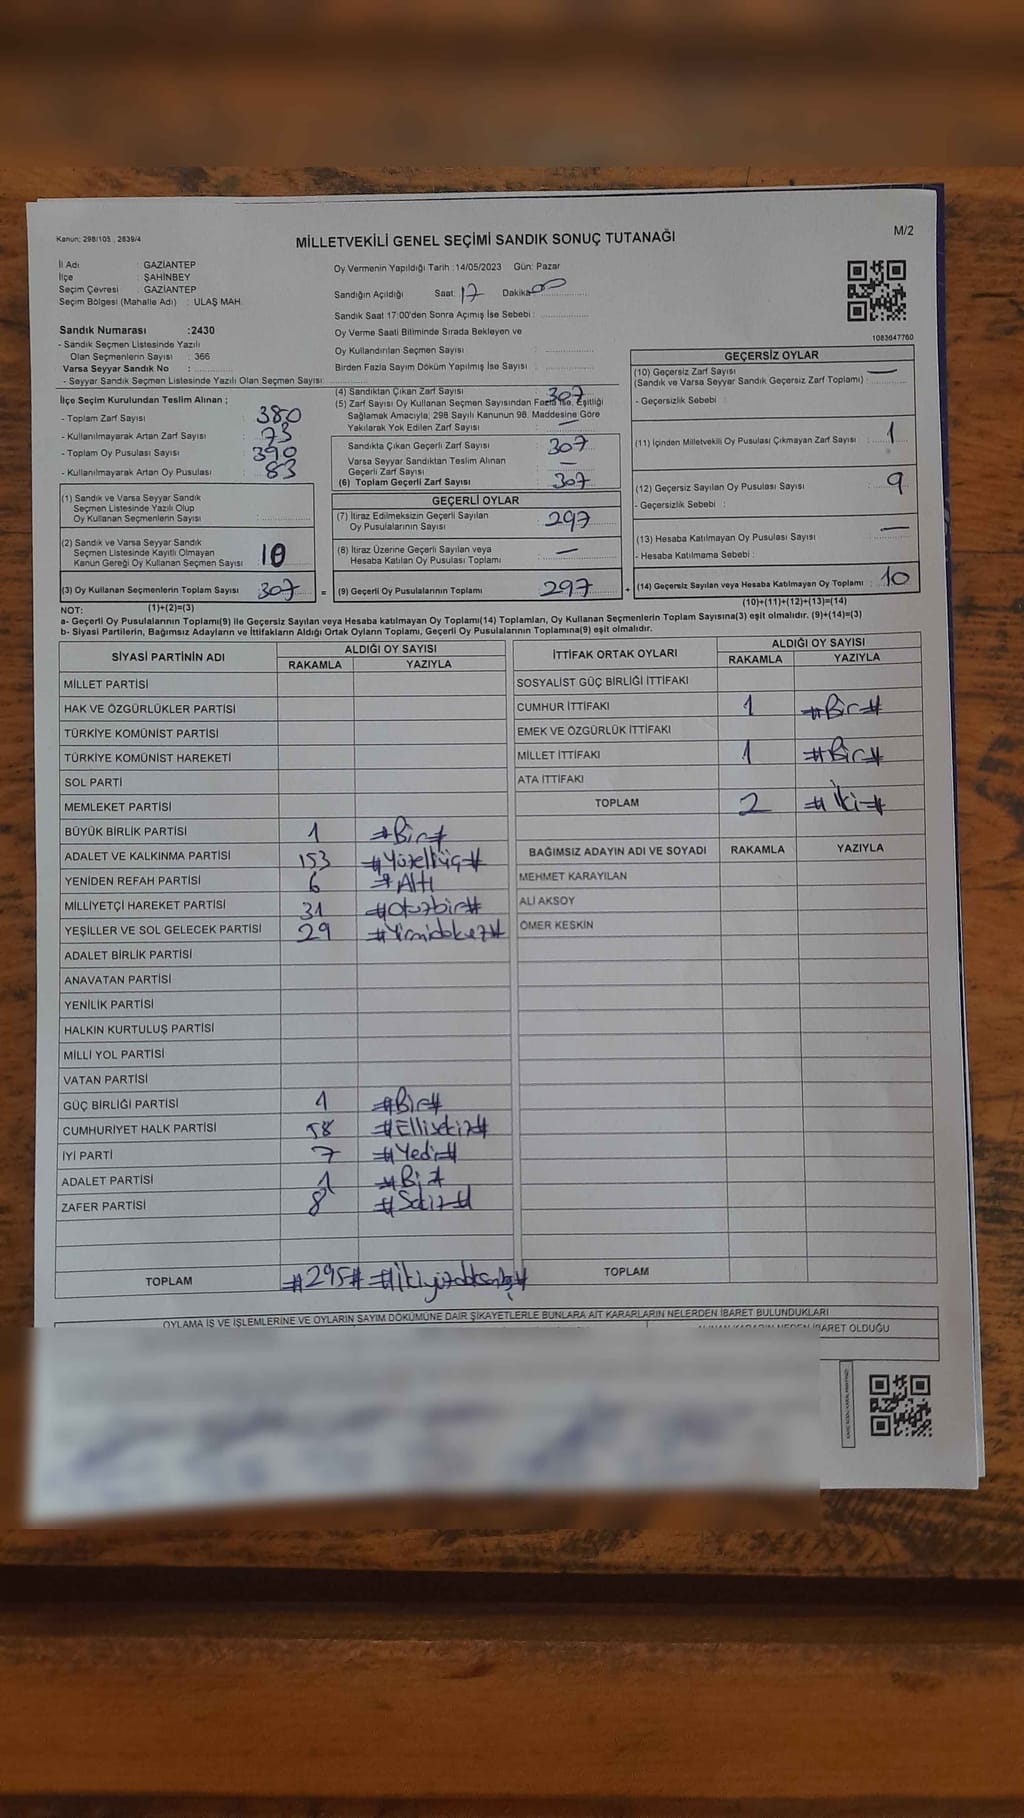 Kanun: 298/105 , 2839/4
MİLLETVEKİLİ GENEL SEÇİMİ SANDIK SONUÇ TUTANAĞI
M/2
İl Adı : GAZİANTEP
İlçe : ŞAHİNBEY
Seçim Çevresi : GAZİANTEP
Seçim Bölgesi (Mahalle Adı) : ULAŞ MAH.
Oy Vermenin Yapıldığı Tarih :14/05/2023 Gün: Pazar
Sandığın Açıldığı Saat: 17 Dakika 00
Sandık Saat 17:00'den Sonra Açımış İse Sebebi :
Oy Verme Saati Bitiminde Sırada Bekleyen ve
Oy Kullandırılan Seçmen Sayısı :
Birden Fazla Sayım Döküm Yapılmış İse Sayısı :
Sandık Numarası :2430
- Sandık Seçmen Listesinde Yazılı
Olan Seçmenlerin Sayısı : 366
Varsa Seyyar Sandık No :
- Seyyar Sandık Seçmen Listesinde Yazılı Olan Seçmen Sayısı:
1083647760
İlçe Seçim Kurulundan Teslim Alınan ;
- Toplam Zarf Sayısı : 380
- Kullanılmayarak Artan Zarf Sayısı : 73
- Toplam Oy Pusulası Sayısı : 390
- Kullanılmayarak Artan Oy Pusulası : 83
(1) Sandık ve Varsa Seyyar Sandık
Seçmen Listesinde Yazılı Olup
Oy Kullanan Seçmenlerin Sayısı :
(2) Sandık ve Varsa Seyyar Sandık
Seçmen Listesinde Kayıtlı Olmayan
Kanun Gereği Oy Kullanan Seçmen Sayısı
(3) Oy Kullanan Seçmenlerin Toplam Sayısı 307 =
(1)+(2)=(3)
(4) Sandıktan Çıkan Zarf Sayısı : 307
(5) Zarf Sayısı Oy Kullanan Seçmen Sayısından Fazla İse, Eşitliği
Sağlamak Amacıyla; 298 Sayılı Kanunun 98. Maddesine Göre
Yakılarak Yok Edilen Zarf Sayısı : —
Sandıkta Çıkan Geçerli Zarf Sayısı : 307
Varsa Seyyar Sandıktan Teslim Alınan
Geçerli Zarf Sayısı : —
(6) Toplam Geçerli Zarf Sayısı : 307
GEÇERLİ OYLAR
(7) İtiraz Edilmeksizin Geçerli Sayılan
Oy Pusulalarının Sayısı : 297
(8) İtiraz Üzerine Geçerli Sayılan veya
Hesaba Katılan Oy Pusulası Toplamı : —
(9) Geçerli Oy Pusulalarının Toplamı : 297 +
GEÇERSİZ OYLAR
(10) Geçersiz Zarf Sayısı
(Sandık ve Varsa Seyyar Sandık Geçersiz Zarf Toplamı) : —
- Geçersizlik Sebebi :
(11) İçinden Milletvekili Oy Pusulası Çıkmayan Zarf Sayısı : 1
(12) Geçersiz Sayılan Oy Pusulası Sayısı : 9
- Geçersizlik Sebebi :
(13) Hesaba Katılmayan Oy Pusulası Sayısı : —
- Hesaba Katılmama Sebebi :
(14) Geçersiz Sayılan veya Hesaba Katılmayan Oy Toplamı : 10
(10)+(11)+(12)+(13)=(14)
NOT:
a- Geçerli Oy Pusulalarının Toplamı(9) ile Geçersiz Sayılan veya Hesaba katılmayan Oy Toplamı(14) Toplamları, Oy Kullanan Seçmenlerin Toplam Sayısına(3) eşit olmalıdır. (9)+(14)=(3)
b- Siyasi Partilerin, Bağımsız Adayların ve İttifakların Aldığı Ortak Oyların Toplamı, Geçerli Oy Pusulalarının Toplamına(9) eşit olmalıdır.
SİYASİ PARTİNİN ADI ALDIĞI OY SAYISI
RAKAMLA YAZIYLA
MİLLET PARTİSİ
HAK VE ÖZGÜRLÜKLER PARTİSİ
TÜRKİYE KOMÜNİST PARTİSİ
TÜRKİYE KOMÜNİST HAREKETİ
SOL PARTİ
MEMLEKET PARTİSİ
BÜYÜK BİRLİK PARTİSİ 1 #Bir#
ADALET VE KALKINMA PARTİSİ 153 #Yüzelliüç#
YENİDEN REFAH PARTİSİ 6 #Altı
MİLLİYETÇİ HAREKET PARTİSİ 31 #Otuzbir#
YEŞİLLER VE SOL GELECEK PARTİSİ 29 #Yirmidokuz#
ADALET BİRLİK PARTİSİ
ANAVATAN PARTİSİ
YENİLİK PARTİSİ
HALKIN KURTULUŞ PARTİSİ
MİLLİ YOL PARTİSİ
VATAN PARTİSİ
GÜÇ BİRLİĞİ PARTİSİ 1 #Bir#
CUMHURİYET HALK PARTİSİ 58 #Ellisekiz#
İYİ PARTİ 7 #Yedi#
ADALET PARTİSİ 1 #Bir#
ZAFER PARTİSİ 8 #Sekiz#
TOPLAM #295# #İkiyüzdoksanbeş#
İTTİFAK ORTAK OYLARI ALDIĞI OY SAYISI
RAKAMLA YAZIYLA
SOSYALİST GÜÇ BİRLİĞİ İTTİFAKI
CUMHUR İTTİFAKI 1 #Bir#
EMEK VE ÖZGÜRLÜK İTTİFAKI
MİLLET İTTİFAKI 1 #Bir#
ATA İTTİFAKI
TOPLAM 2 #İki#
BAĞIMSIZ ADAYIN ADI VE SOYADI RAKAMLA YAZIYLA
MEHMET KARAYILAN
ALİ AKSOY
ÖMER KESKİN
TOPLAM
OYLAMA İŞ VE İŞLEMLERİNE VE OYLARIN SAYIM DÖKÜMÜNE DAİR ŞİKAYETLERLE BUNLARA AİT KARARLARIN NELERDEN İBARET BULUNDUKLARI
İBARET OLDUĞU